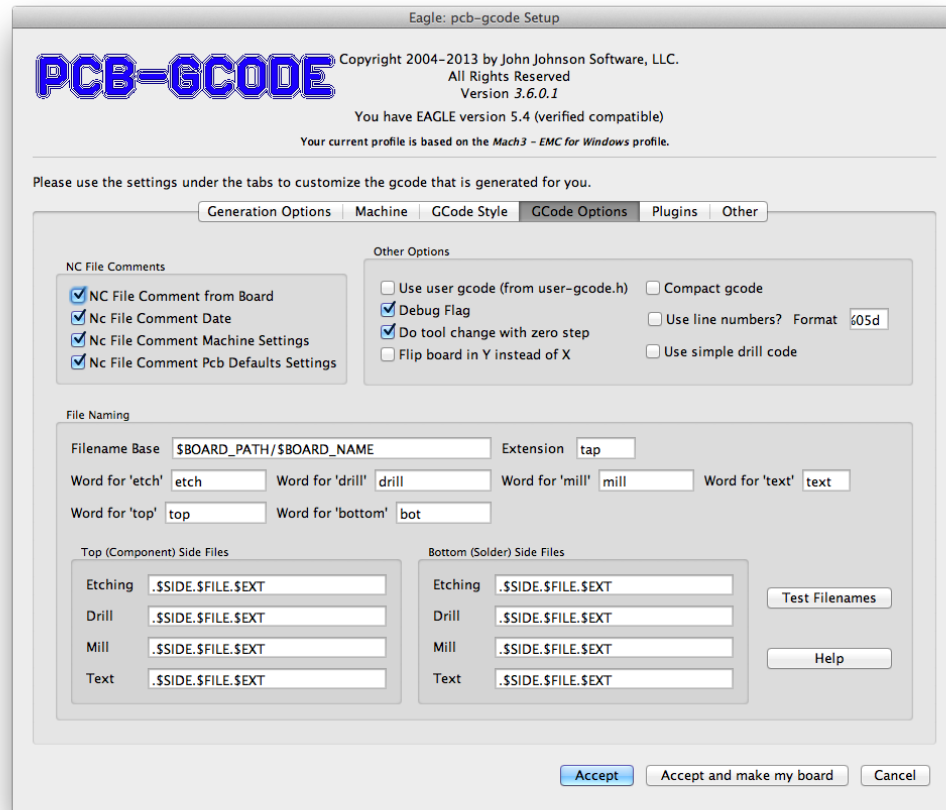 Eagle: pcb-gcode Setup
PCB-GCODE
Copyright 2004-2013 by John Johnson Software, LLC.
All Rights Reserved
Version 3.6.0.1
You have EAGLE version 5.4 (verified compatible)
Your current profile is based on the Mach3 - EMC for Windows profile.
Please use the settings under the tabs to customize the gcode that is generated for you.
Generation Options Machine GCode Style GCode Options Plugins Other
NC File Comments
NC File Comment from Board
Nc File Comment Date
Nc File Comment Machine Settings
Nc File Comment Pcb Defaults Settings
Other Options
Use user gcode (from user-gcode.h)
Debug Flag
Do tool change with zero step
Flip board in Y instead of X
Compact gcode
Use line numbers? Format
Use simple drill code
File Naming
Filename Base $BOARD_PATH/$BOARD_NAME Extension tap
Word for 'etch' etch Word for 'drill' drill Word for 'mill' mill Word for 'text' text
Word for 'top' top Word for 'bottom' bot
Top (Component) Side Files
Etching .$SIDE.$FILE.$EXT
Drill .$SIDE.$FILE.$EXT
Mill .$SIDE.$FILE.$EXT
Text .$SIDE.$FILE.$EXT
Bottom (Solder) Side Files
Etching .$SIDE.$FILE.$EXT
Drill .$SIDE.$FILE.$EXT
Mill .$SIDE.$FILE.$EXT
Text .$SIDE.$FILE.$EXT
Test Filenames
Help
Accept Accept and make my board Cancel